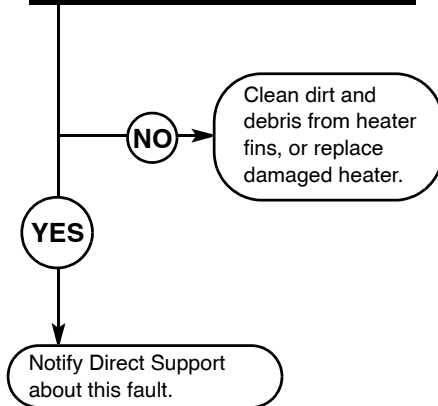 NO
Clean dirt and
debris from heater
fins, or replace
damaged heater.
YES
Notify Direct Support
about this fault.